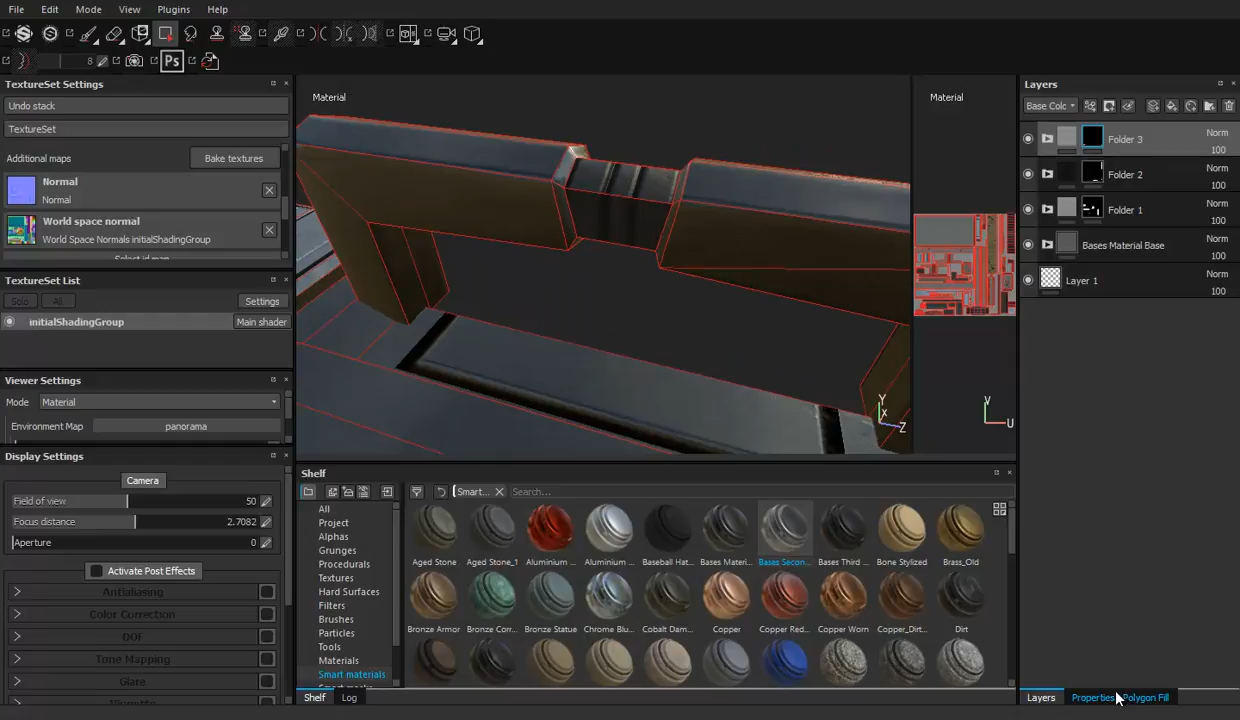 File Edit Mode View Plugins Help
8
Ps
TextureSet Settings
Undo stack
TextureSet
Additional maps Bake textures
Normal
Normal
World space normal
World Space Normals initialShadingGroup
Select id map
TextureSet List
Solo All Settings
initialShadingGroup Main shader
Viewer Settings
Mode Material
Environment Map panorama
Display Settings
Camera
Field of view 50
Focus distance 2.7082
Aperture 0
Activate Post Effects
Antialiasing
Color Correction
DOF
Tone Mapping
Glare
Vignette
Material
Material
Y
X
Z
V
U
Shelf
Smart... Search...
All
Project
Alphas
Grunges
Procedurals
Textures
Hard Surfaces
Filters
Brushes
Particles
Tools
Materials
Smart materials
Smart masks
Aged Stone Aged Stone_1 Aluminium ... Aluminium ... Baseball Hat... Bases Materi... Bases Secon... Bases Third ... Bone Stylized Brass_Old
Bronze Armor Bronze Corr... Bronze Statue Chrome Blu... Cobalt Dam... Copper Copper Red... Copper Worn Copper_Dirt... Dirt
Shelf Log
Layers
Base Colc
Folder 3 Norm 100
Folder 2 Norm 100
Folder 1 Norm 100
Bases Material Base Norm 100
Layer 1 Norm 100
Layers Properties Polygon Fill